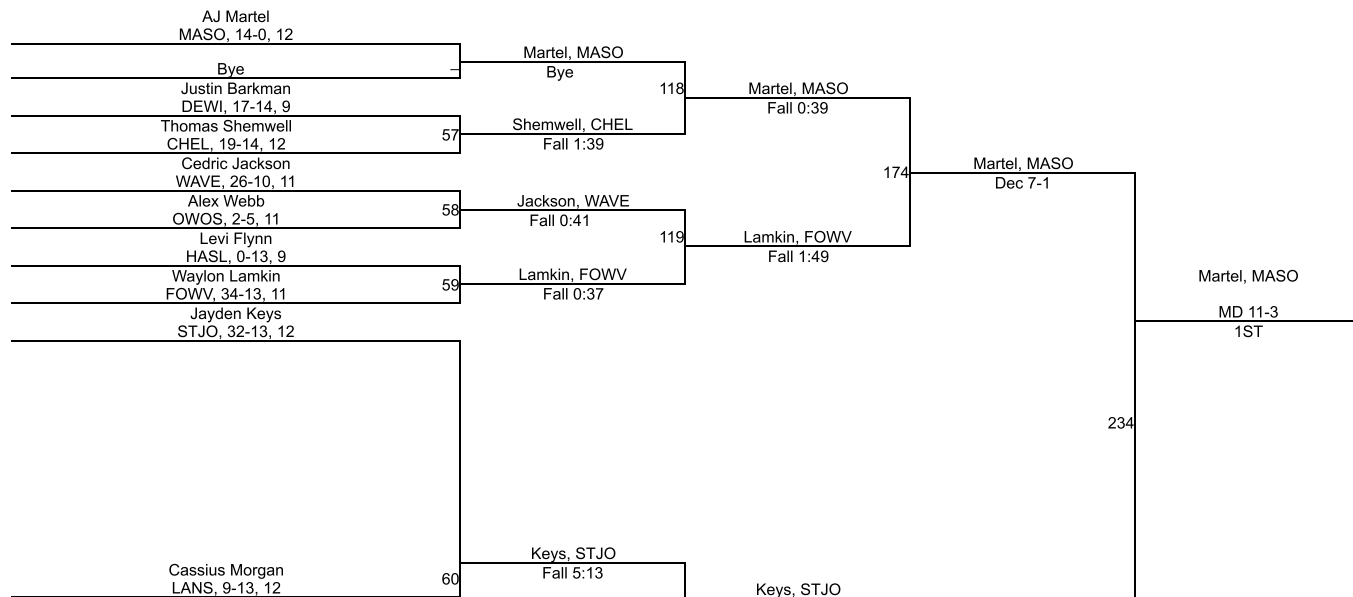 AJ Martel
MASO, 14-0, 12
Bye
–
Justin Barkman
DEWI, 17-14, 9
Thomas Shemwell
CHEL, 19-14, 12
57
Cedric Jackson
WAVE, 26-10, 11
Alex Webb
OWOS, 2-5, 11
58
Levi Flynn
HASL, 0-13, 9
Waylon Lamkin
FOWV, 34-13, 11
59
Jayden Keys
STJO, 32-13, 12
Cassius Morgan
LANS, 9-13, 12
60
Martel, MASO
Bye
118
Shemwell, CHEL
Fall 1:39
Jackson, WAVE
Fall 0:41
119
Lamkin, FOWV
Fall 0:37
Keys, STJO
Fall 5:13
Martel, MASO
Fall 0:39
174
Lamkin, FOWV
Fall 1:49
Keys, STJO
Martel, MASO
Dec 7-1
234
Martel, MASO
MD 11-3
1ST